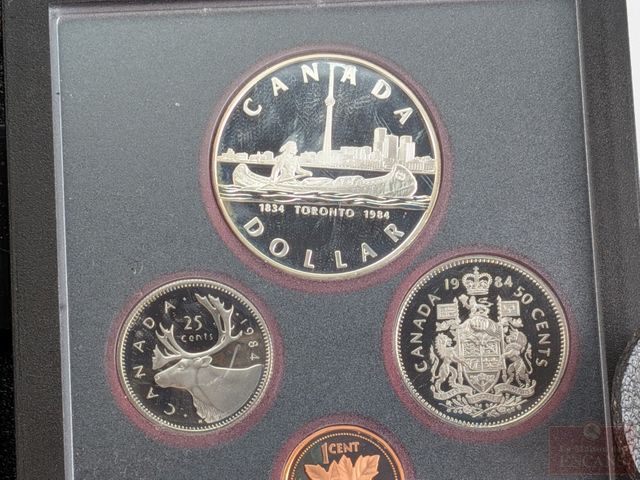 CANADA
1834 TORONTO 1984
DOLLAR
CANADA
25
cents
1984
CANADA
1984
50 CENTS
1 CENT